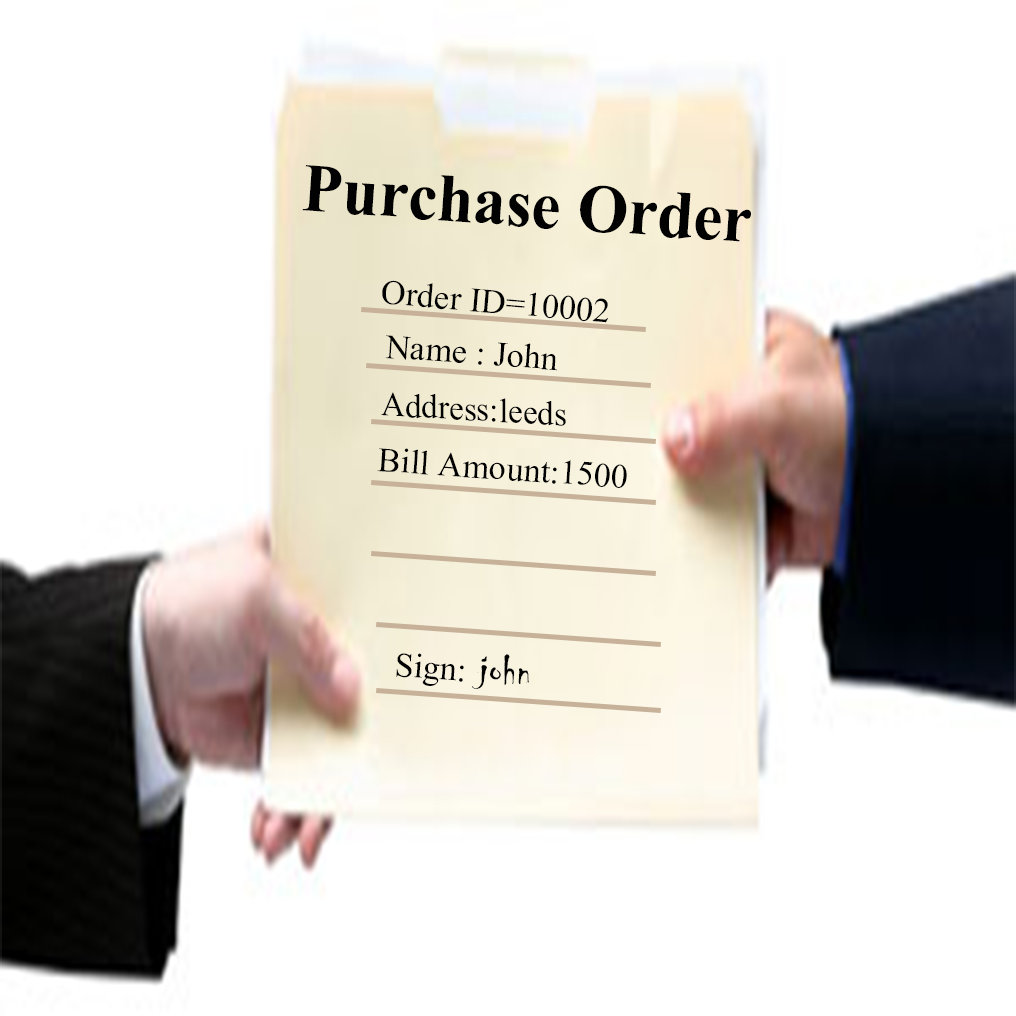 Purchase Order
Order ID=10002
Name : John
Address:leeds
Bill Amount:1500
Sign: john